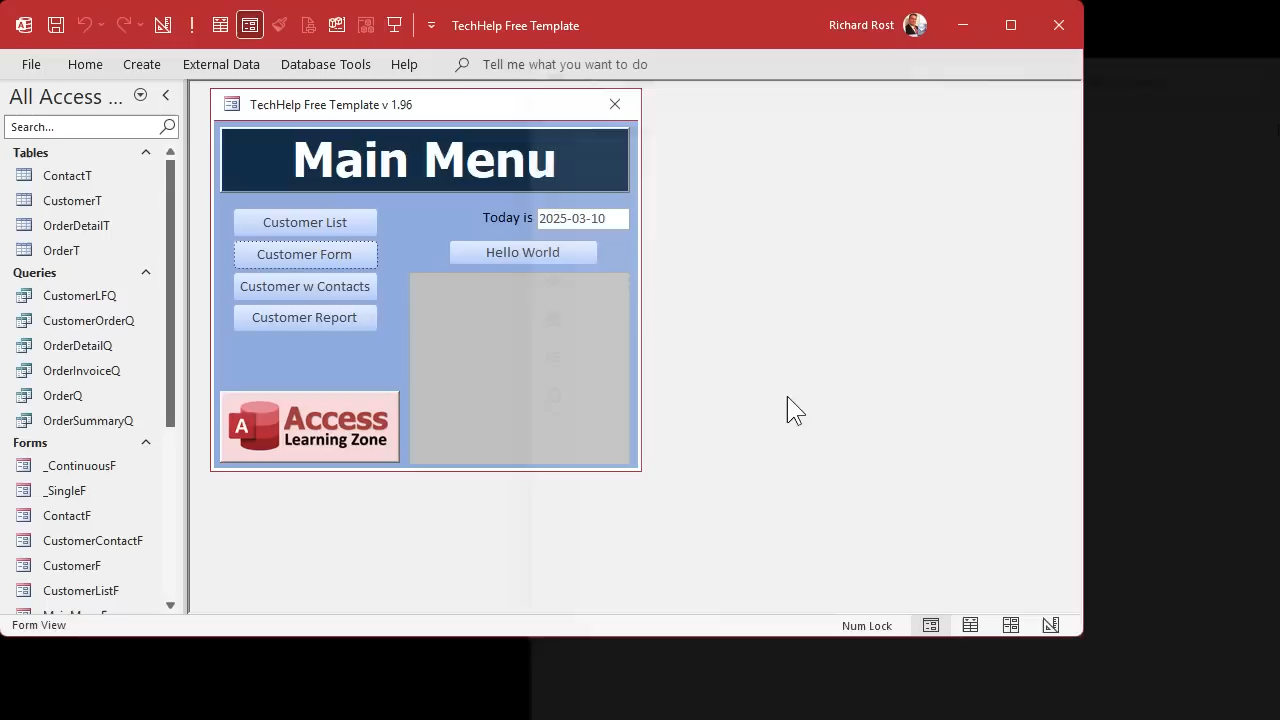 TechHelp Free Template
Richard Rost
File Home Create External Data Database Tools Help Tell me what you want to do
All Access ...
Search...
Tables
ContactT
CustomerT
OrderDetailT
OrderT
Queries
CustomerLFQ
CustomerOrderQ
OrderDetailQ
OrderInvoiceQ
OrderQ
OrderSummaryQ
Forms
_ContinuousF
_SingleF
ContactF
CustomerContactF
CustomerF
CustomerListF
TechHelp Free Template v 1.96
Main Menu
Customer List
Customer Form
Customer w Contacts
Customer Report
Today is 2025-03-10
Hello World
A Access
Learning Zone
Form View
Num Lock